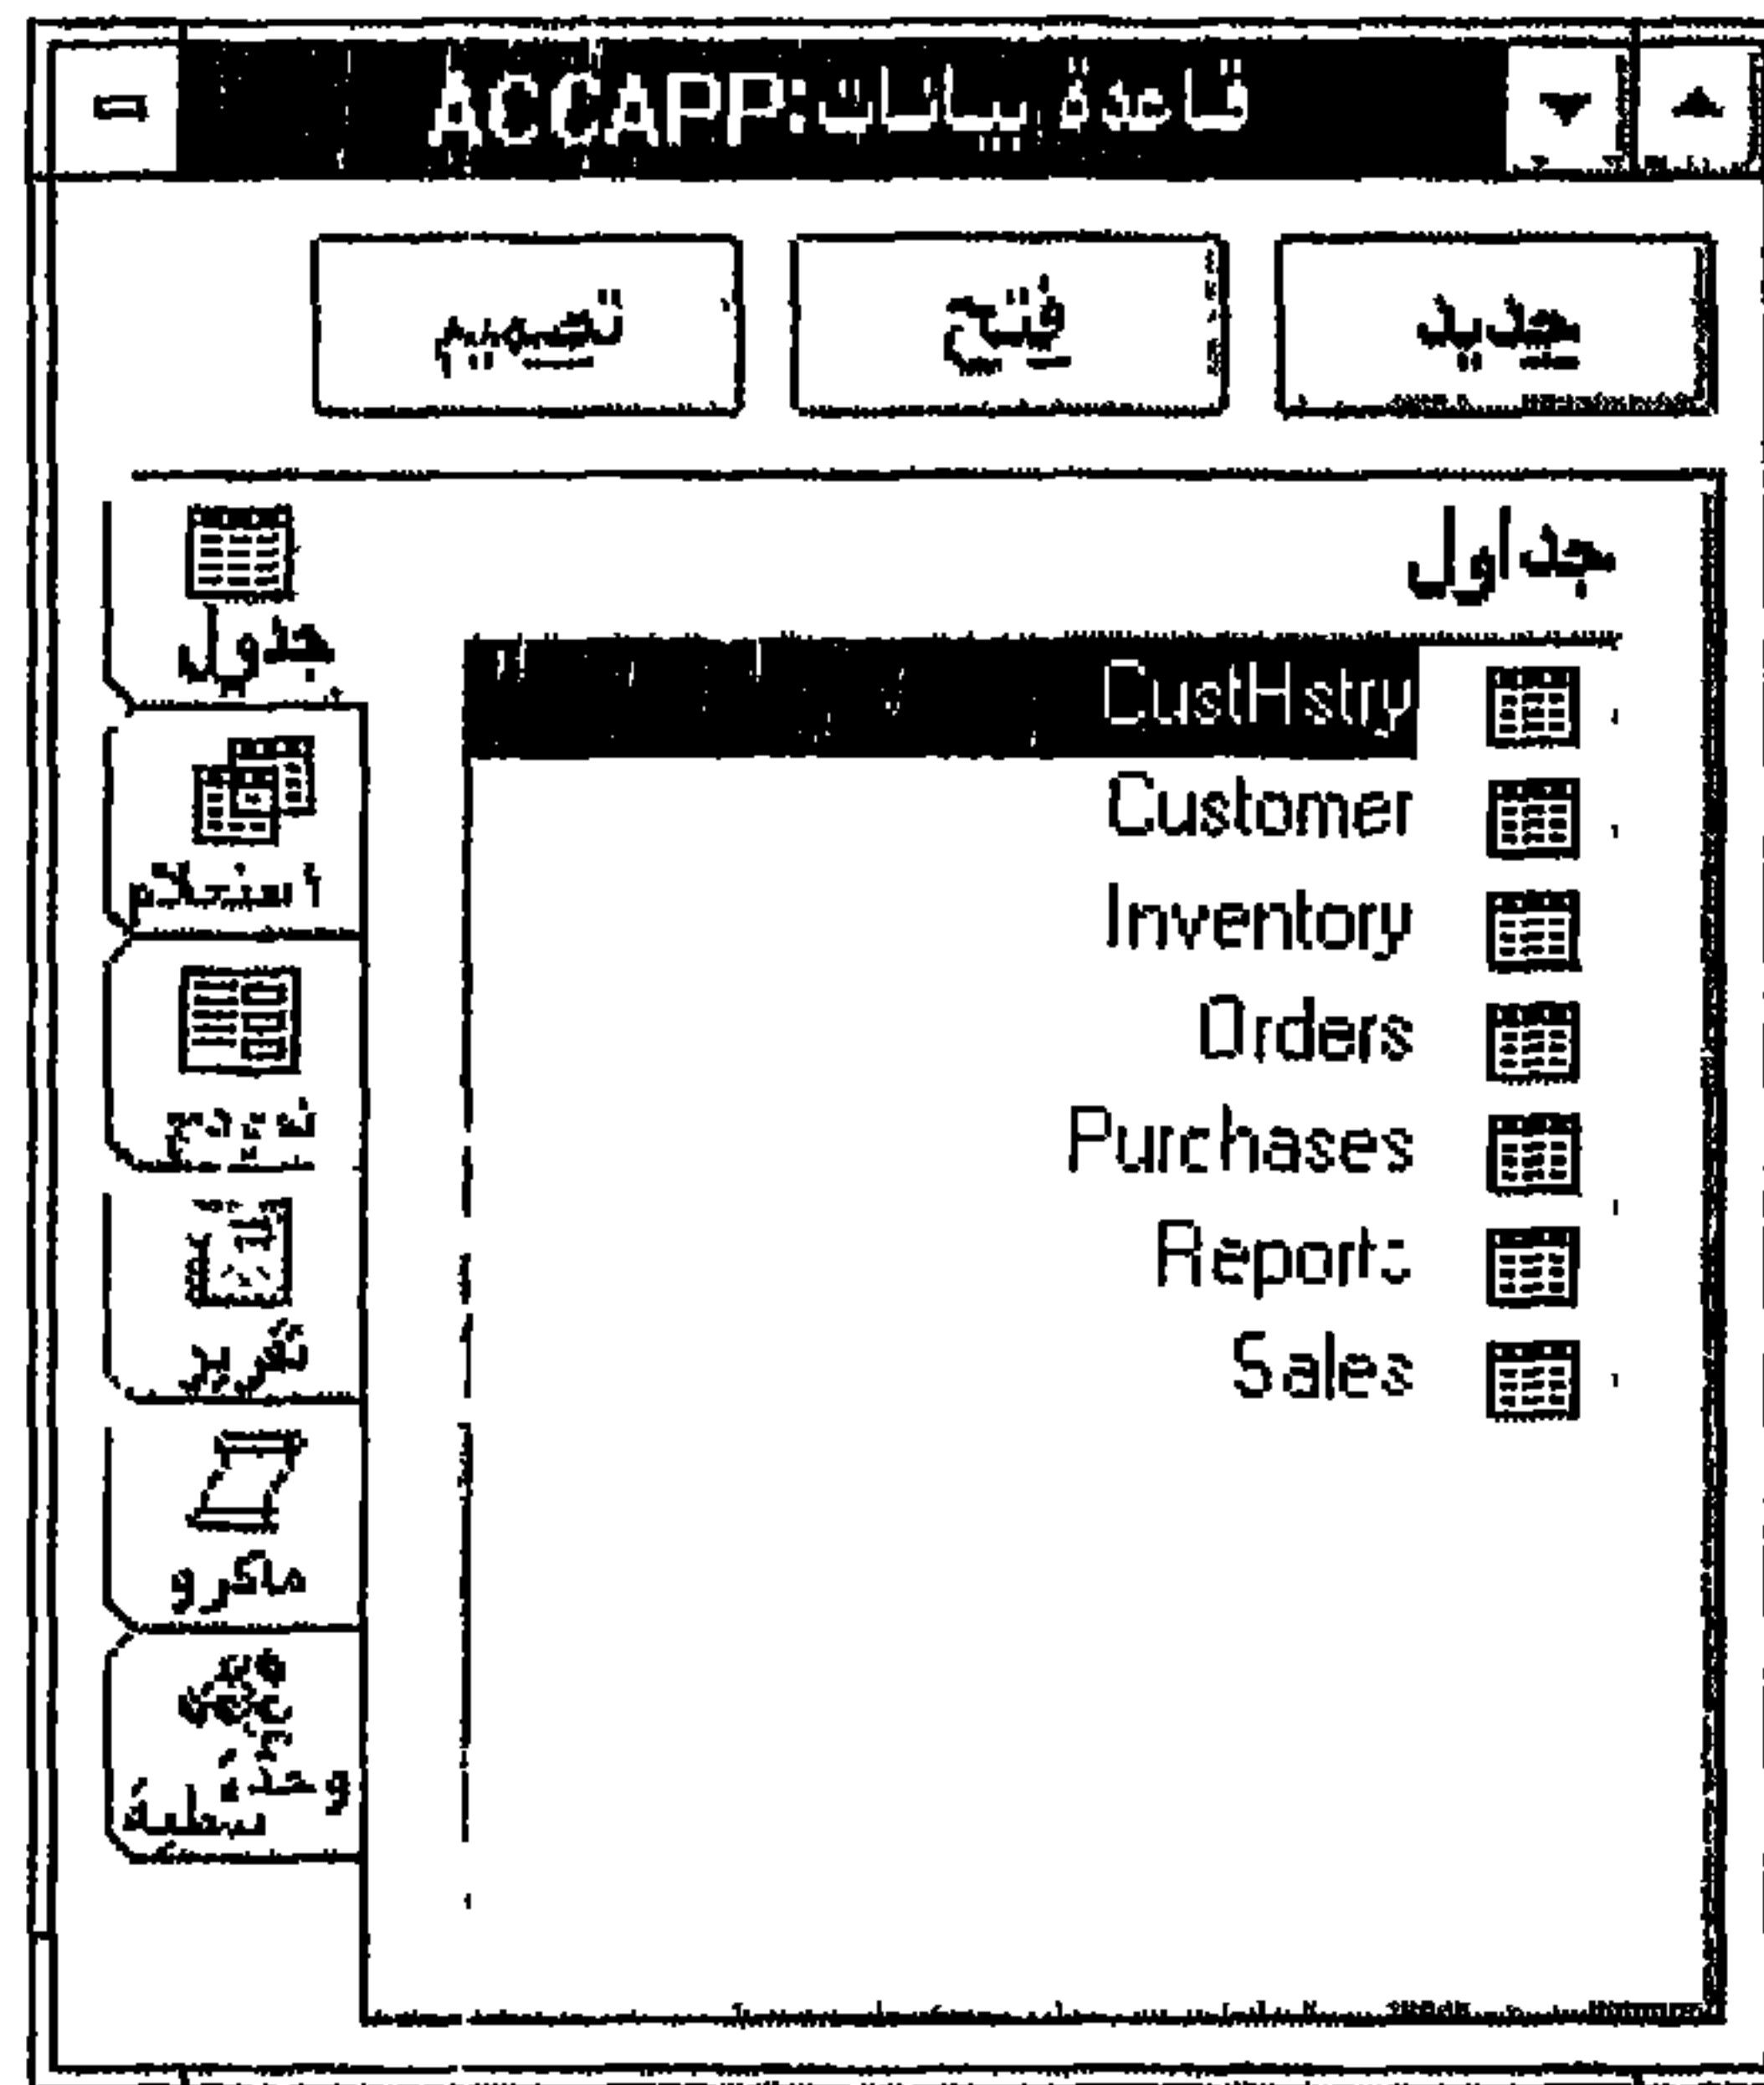 قاعدة بيانات: ACCAPP
جديد
فتح
تصميم
جداول
CustHstry
Customer
Inventory
Orders
Purchases
Report:
Sales
جدول
استعلام
نموذج
تقرير
ماكرو
وحدة نمطية